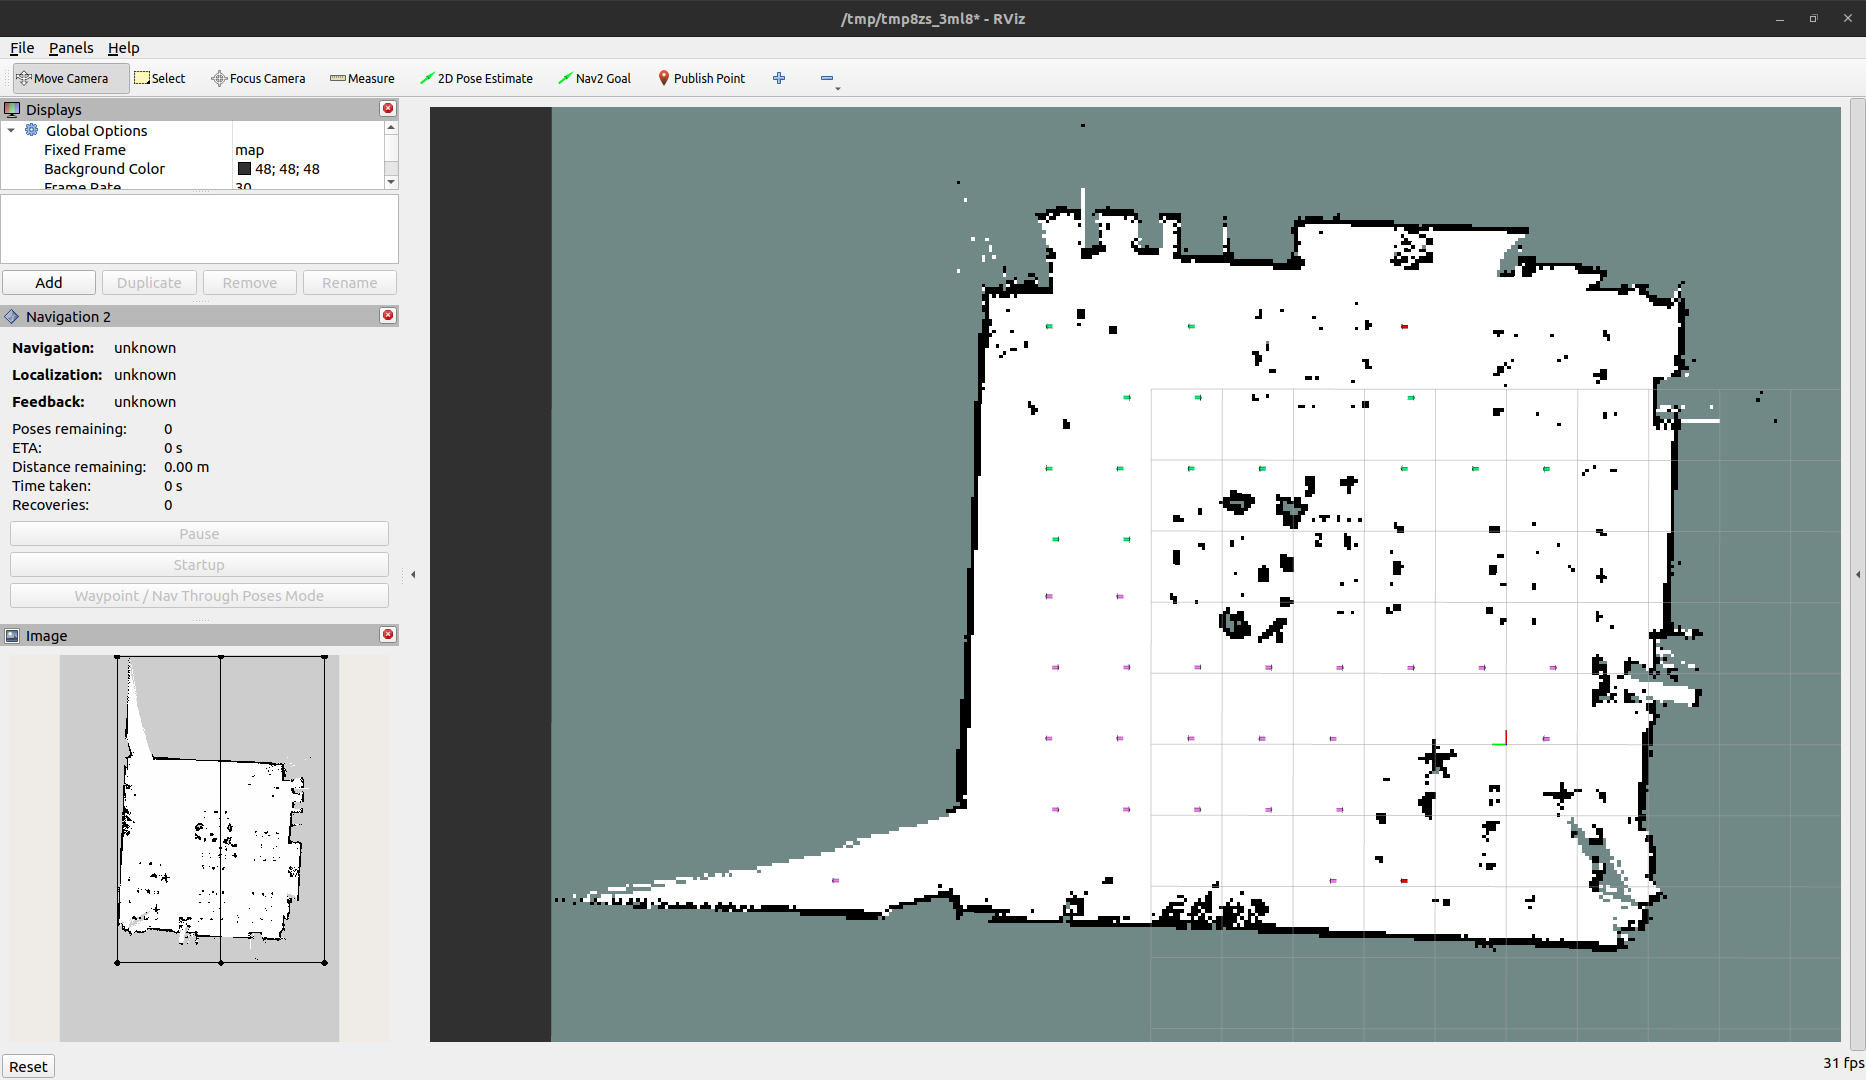 /tmp/tmp8zs_3ml8* - RViz
File Panels Help
Move Camera Select Focus Camera Measure 2D Pose Estimate Nav2 Goal Publish Point
Displays
Global Options
Fixed Frame map
Background Color 48; 48; 48
Frame Rate 30
Add Duplicate Remove Rename
Navigation 2
Navigation: unknown
Localization: unknown
Feedback: unknown
Poses remaining: 0
ETA: 0 s
Distance remaining: 0.00 m
Time taken: 0 s
Recoveries: 0
Pause
Startup
Waypoint / Nav Through Poses Mode
Image
Reset
31 fps